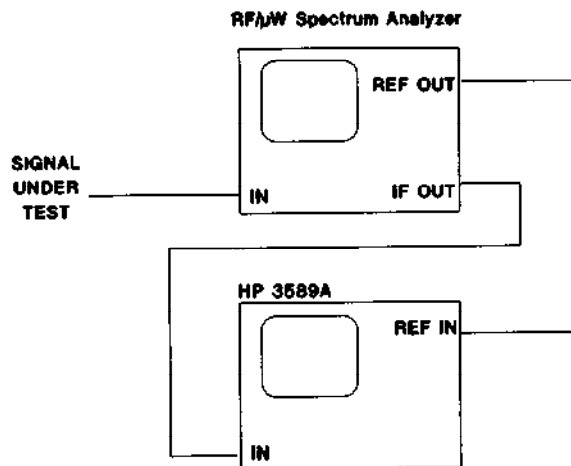 RF/µW Spectrum Analyzer
REF OUT
SIGNAL
UNDER
TEST
IN
IF OUT
HP 3589A
REF IN
IN